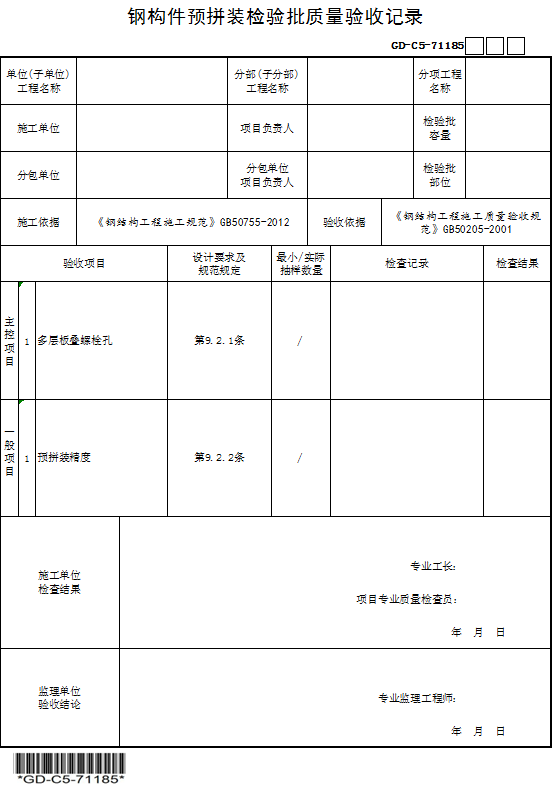 钢构件预拼装检验批质量验收记录
GD-C5-71185
单位(子单位)
工程名称
分部(子分部)
工程名称
分项工程
名称
施工单位
项目负责人
检验批
容量
分包单位
分包单位
项目负责人
检验批
部位
施工依据
《钢结构工程施工规范》GB50755-2012
验收依据
《钢结构工程施工质量验收规
范》GB50205-2001
验收项目
设计要求及
规范规定
最小/实际
抽样数量
检查记录
检查结果
主
控
项
目
1
多层板叠螺栓孔
第9.2.1条
/
一
般
项
目
1
预拼装精度
第9.2.2条
/
施工单位
检查结果
专业工长:
项目专业质量检查员:
年 月 日
监理单位
验收结论
专业监理工程师:
年 月 日
*GD-C5-71185*